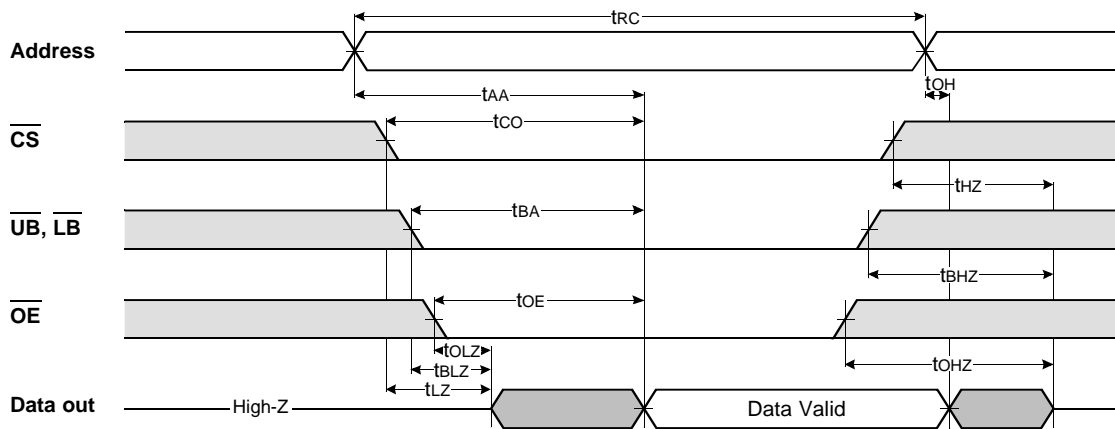 tRC
Address
tOH
tAA
tCO
CS
tHZ
tBA
UB, LB
tBHZ
tOE
OE
tOLZ
tBLZ
tOHZ
tLZ
Data out
High-Z
Data Valid